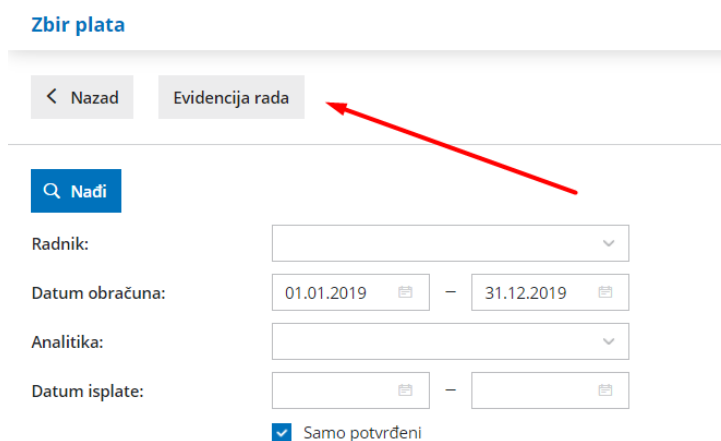 Zbir plata
Nazad Evidencija rada
Nađi
Radnik:
Datum obračuna: 01.01.2019 – 31.12.2019
Analitika:
Datum isplate: –
Samo potvrđeni